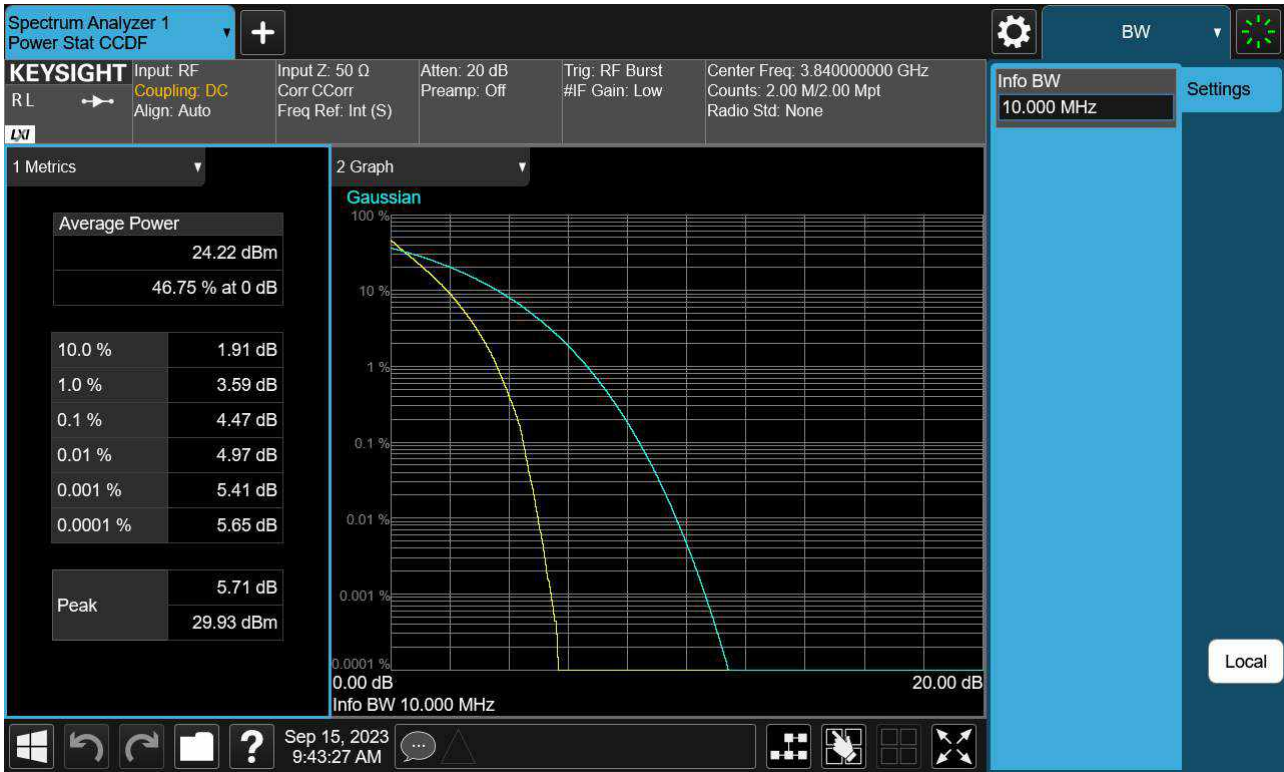 Spectrum Analyzer 1
Power Stat CCDF
BW
KEYSIGHT
RL
LXI
Input: RF
Coupling: DC
Align: Auto
Input Z: 50 Ω
Corr CCorr
Freq Ref: Int (S)
Atten: 20 dB
Preamp: Off
Trig: RF Burst
#IF Gain: Low
Center Freq: 3.840000000 GHz
Counts: 2.00 M/2.00 Mpt
Radio Std: None
Info BW
10.000 MHz
Settings
1 Metrics
Average Power
24.22 dBm
46.75 % at 0 dB
10.0 % 1.91 dB
1.0 % 3.59 dB
0.1 % 4.47 dB
0.01 % 4.97 dB
0.001 % 5.41 dB
0.0001 % 5.65 dB
Peak
5.71 dB
29.93 dBm
2 Graph
Gaussian
100 %
10 %
1 %
0.1 %
0.01 %
0.001 %
0.0001 %
0.00 dB 20.00 dB
Info BW 10.000 MHz
Local
?
Sep 15, 2023
9:43:27 AM